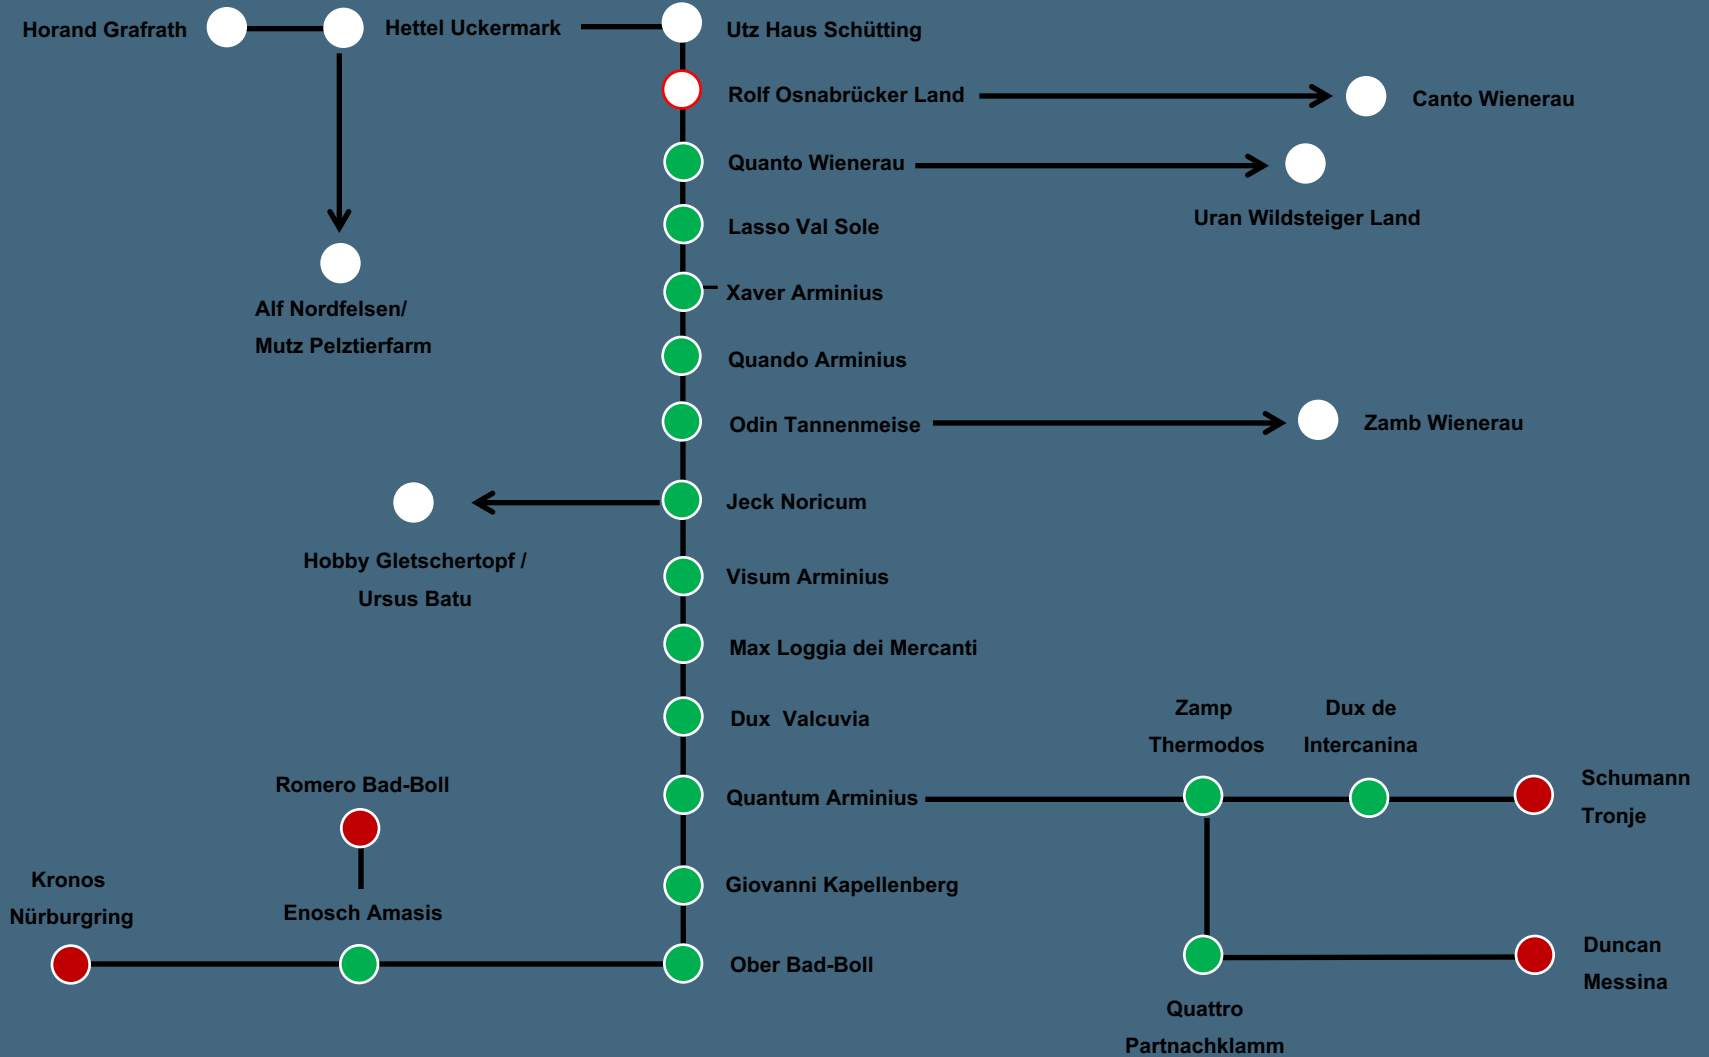 Horand Grafrath
Hettel Uckermark
Utz Haus Schütting
Rolf Osnabrücker Land
Canto Wienerau
Quanto Wienerau
Uran Wildsteiger Land
Lasso Val Sole
Xaver Arminius
Alf Nordfelsen/
Mutz Pelztierfarm
Quando Arminius
Odin Tannenmeise
Zamb Wienerau
Jeck Noricum
Hobby Gletschertopf /
Ursus Batu
Visum Arminius
Max Loggia dei Mercanti
Dux Valcuvia
Zamp
Thermodos
Dux de
Intercanina
Romero Bad-Boll
Quantum Arminius
Schumann
Tronje
Kronos
Nürburgring
Enosch Amasis
Giovanni Kapellenberg
Ober Bad-Boll
Duncan
Messina
Quattro
Partnachklamm